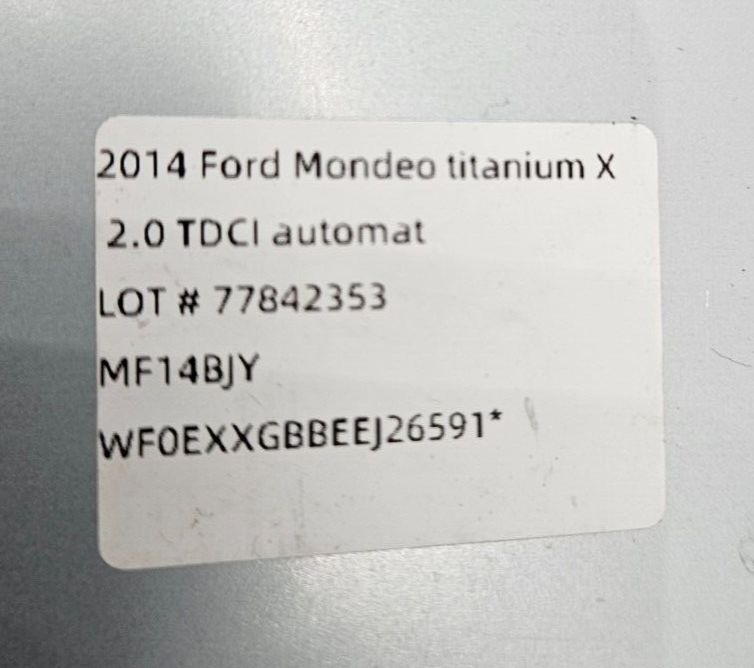 2014 Ford Mondeo titanium X
2.0 TDCI automat
LOT # 77842353
MF14BJY
WF0EXXGBBEEJ26591*